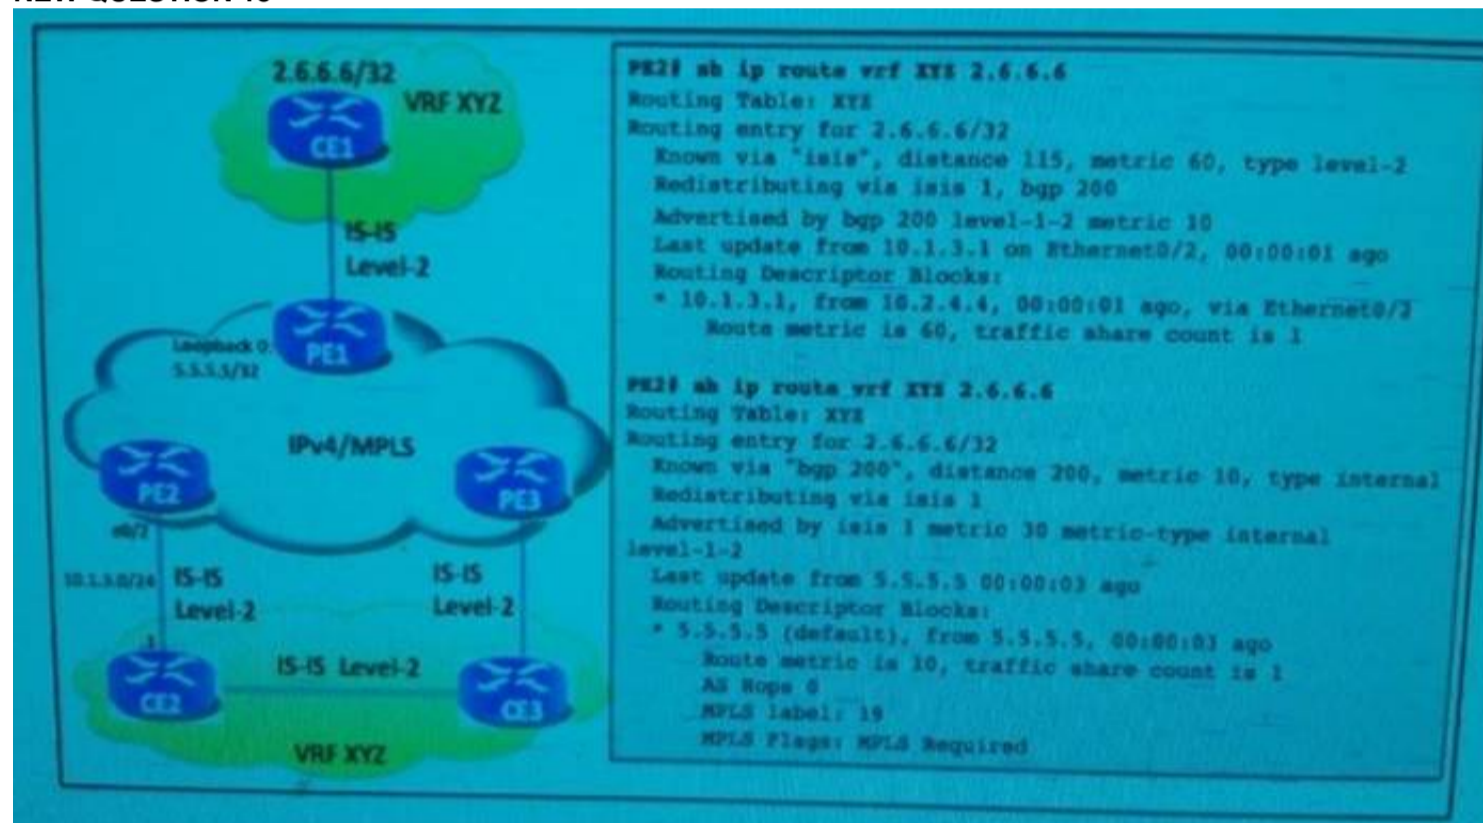 NEW QUESTION
2.6.6.6/32
VRF XYZ
CE1
IS-IS
Level-2
Loopback 0:
5.5.5.5/32
PE1
IPv4/MPLS
PE2
PE3
e0/2
10.1.3.0/24
IS-IS
Level-2
IS-IS
Level-2
.1
IS-IS Level-2
CE2
CE3
VRF XYZ
PE2# sh ip route vrf XYS 2.6.6.6
Routing Table: XYZ
Routing entry for 2.6.6.6/32
Known via "isis", distance 115, metric 60, type level-2
Redistributing via isis 1, bgp 200
Advertised by bgp 200 level-1-2 metric 10
Last update from 10.1.3.1 on Ethernet0/2, 00:00:01 ago
Routing Descriptor Blocks:
* 10.1.3.1, from 10.2.4.4, 00:00:01 ago, via Ethernet0/2
Route metric is 60, traffic share count is 1
PE2# sh ip route vrf XYS 2.6.6.6
Routing Table: XYZ
Routing entry for 2.6.6.6/32
Known via "bgp 200", distance 200, metric 10, type internal
Redistributing via isis 1
Advertised by isis 1 metric 30 metric-type internal
level-1-2
Last update from 5.5.5.5 00:00:03 ago
Routing Descriptor Blocks:
* 5.5.5.5 (default), from 5.5.5.5, 00:00:03 ago
Route metric is 10, traffic share count is 1
AS Hops 0
MPLS label: 19
MPLS Flags: MPLS Required